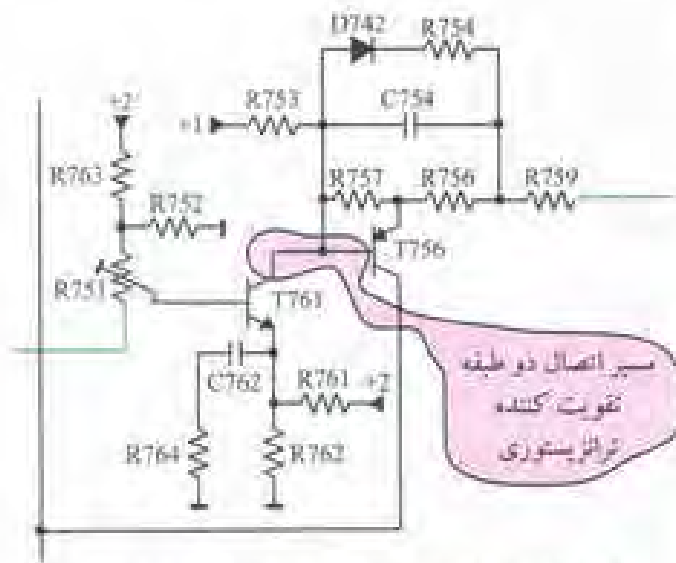 D742
R754
+2
R753
C754
+1
R763
R757
R756
R759
R752
T756
R751
T761
مسیر اتصال دو طبقه
تقویت کننده
ترانزیستوری
C762
R761
+2
R764
R762